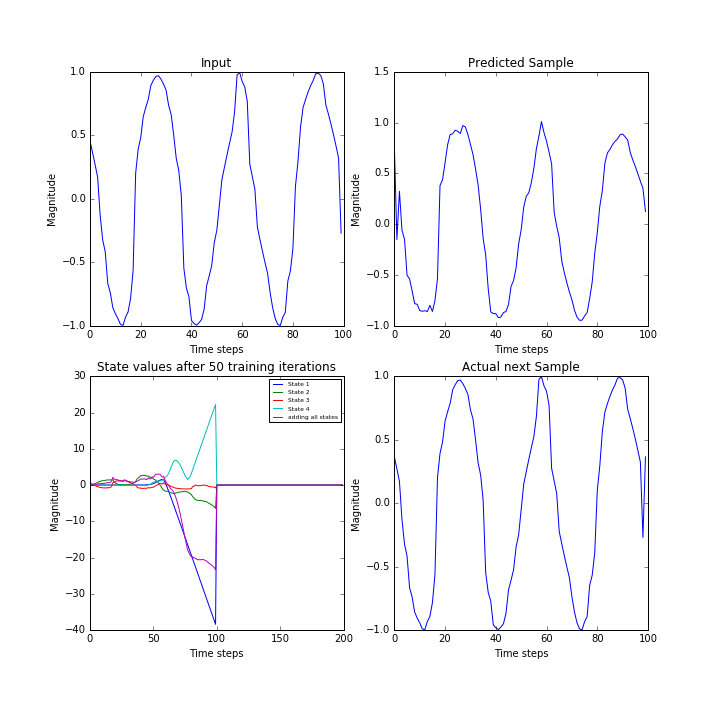 Input
Magnitude
1.0
0.5
0.0
−0.5
−1.0
0 20 40 60 80 100
Time steps
Predicted Sample
Magnitude
1.5
1.0
0.5
0.0
−0.5
−1.0
0 20 40 60 80 100
Time steps
State values after 50 training iterations
Magnitude
30
20
10
0
−10
−20
−30
−40
State 1
State 2
State 3
State 4
adding all states
0 50 100 150 200
Time steps
Actual next Sample
Magnitude
1.0
0.5
0.0
−0.5
−1.0
0 20 40 60 80 100
Time steps